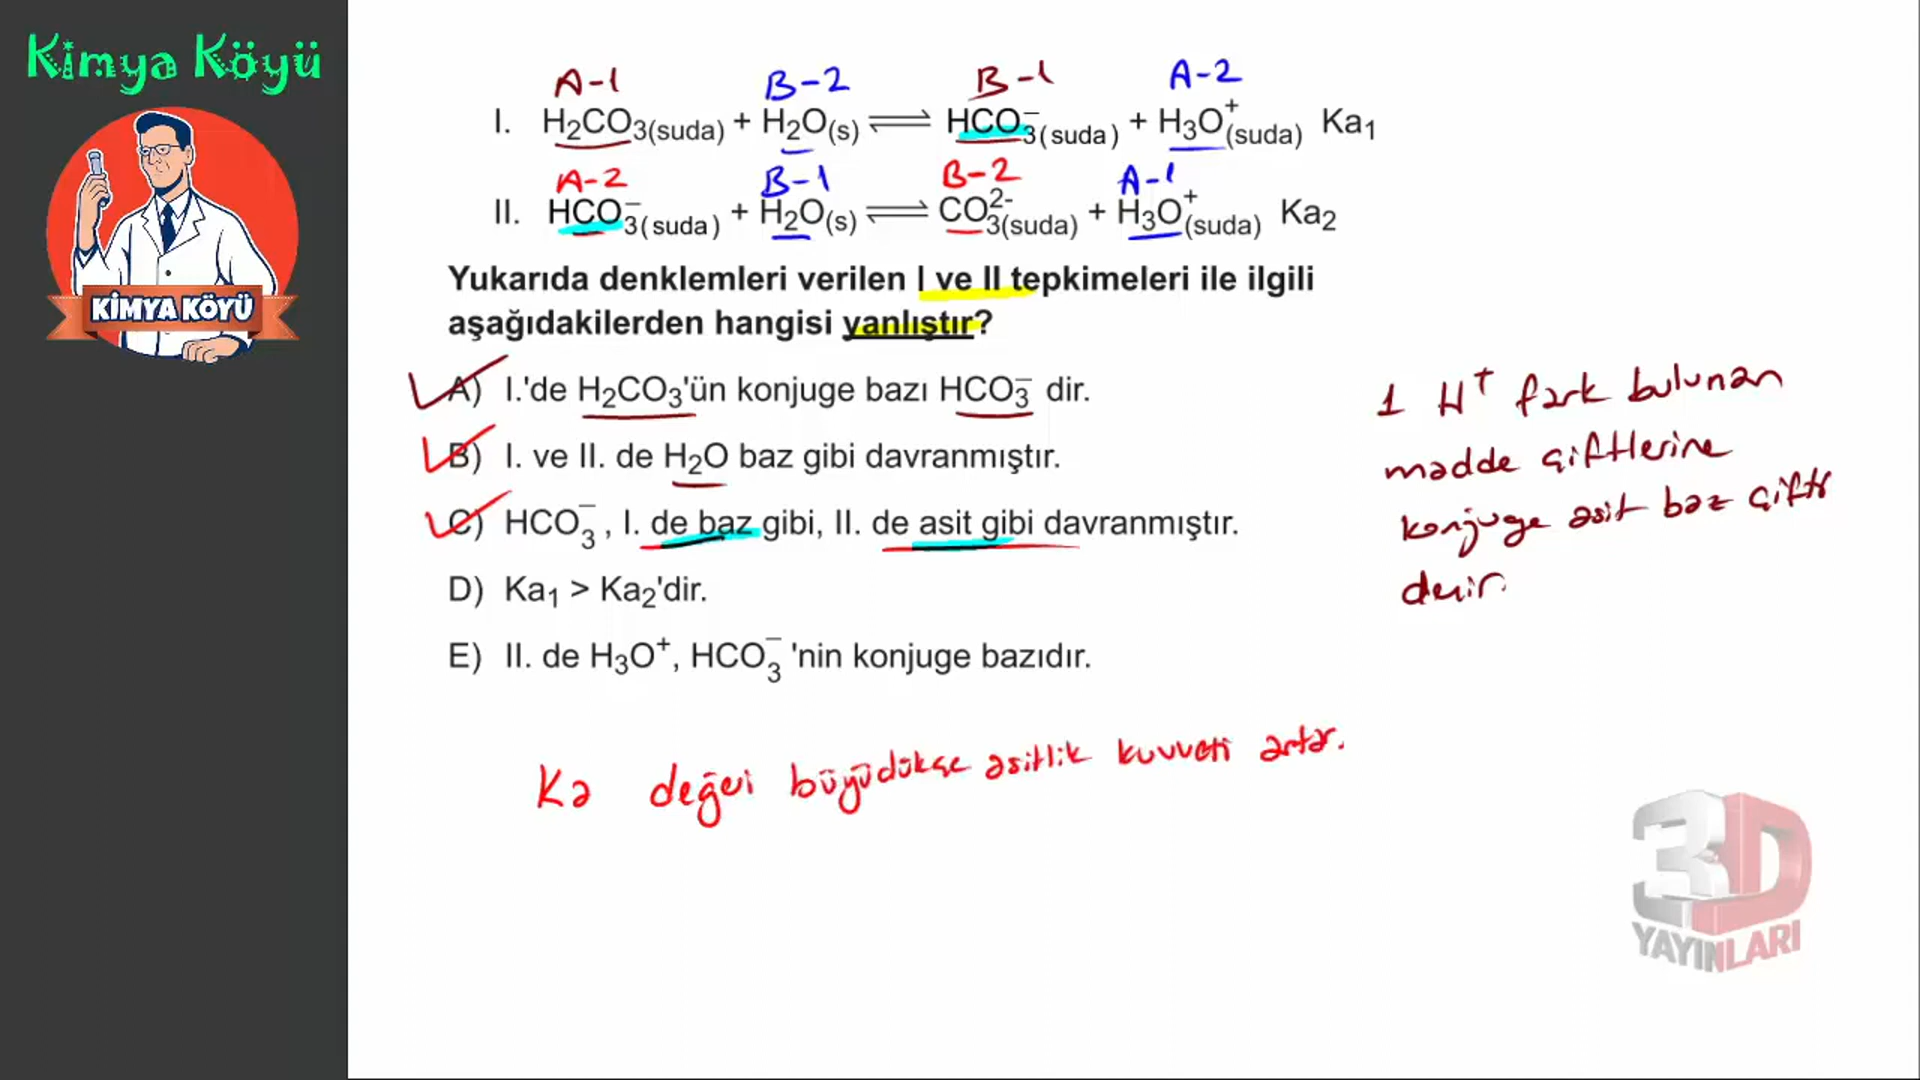 Kimya Köyü
KİMYA KÖYÜ
A-1 B-2 B-1 A-2
I. H₂CO₃(suda) + H₂O(s) ⇌ HCO₃⁻(suda) + H₃O⁺(suda) Ka₁
A-2 B-1 B-2 A-1
II. HCO₃⁻(suda) + H₂O(s) ⇌ CO₃²⁻(suda) + H₃O⁺(suda) Ka₂
Yukarıda denklemleri verilen I ve II tepkimeleri ile ilgili
aşağıdakilerden hangisi yanlıştır?
A) I.'de H₂CO₃'ün konjuge bazı HCO₃⁻ dir.
B) I. ve II. de H₂O baz gibi davranmıştır.
C) HCO₃⁻, I. de baz gibi, II. de asit gibi davranmıştır.
D) Ka₁ > Ka₂'dir.
E) II. de H₃O⁺, HCO₃⁻ 'nin konjuge bazıdır.
1 H⁺ fark bulunan
madde çiftlerine
konjuge asit baz çifti
denir.
Ka değeri büyüdükçe asitlik kuvveti artar.
3D
YAYINLARI